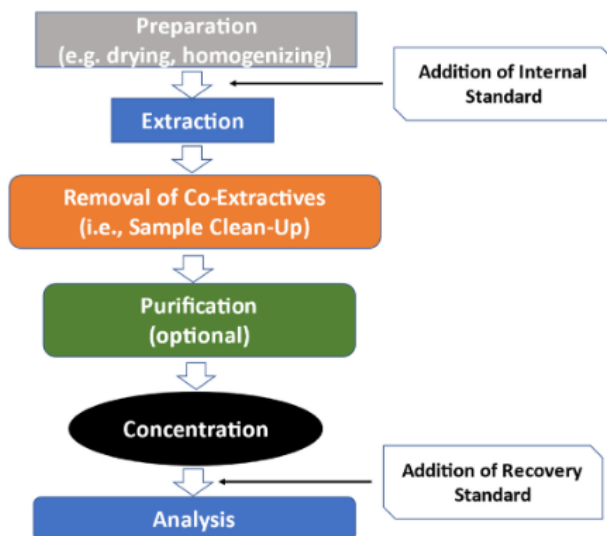 Preparation
(e.g. drying, homogenizing)
Addition of Internal
Standard
Extraction
Removal of Co-Extractives
(i.e., Sample Clean-Up)
Purification
(optional)
Concentration
Addition of Recovery
Standard
Analysis